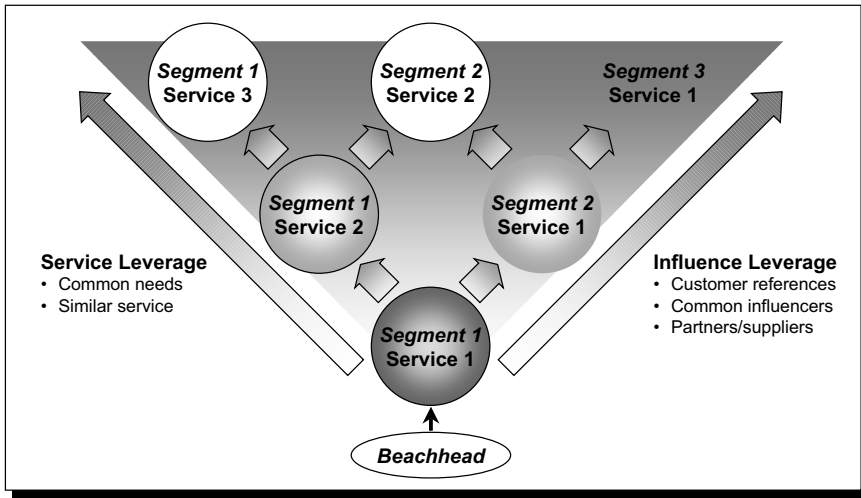 Segment 1
Service 3
Segment 2
Service 2
Segment 3
Service 1
Segment 1
Service 2
Segment 2
Service 1
Service Leverage
• Common needs
• Similar service
Influence Leverage
• Customer references
• Common influencers
• Partners/suppliers
Segment 1
Service 1
Beachhead